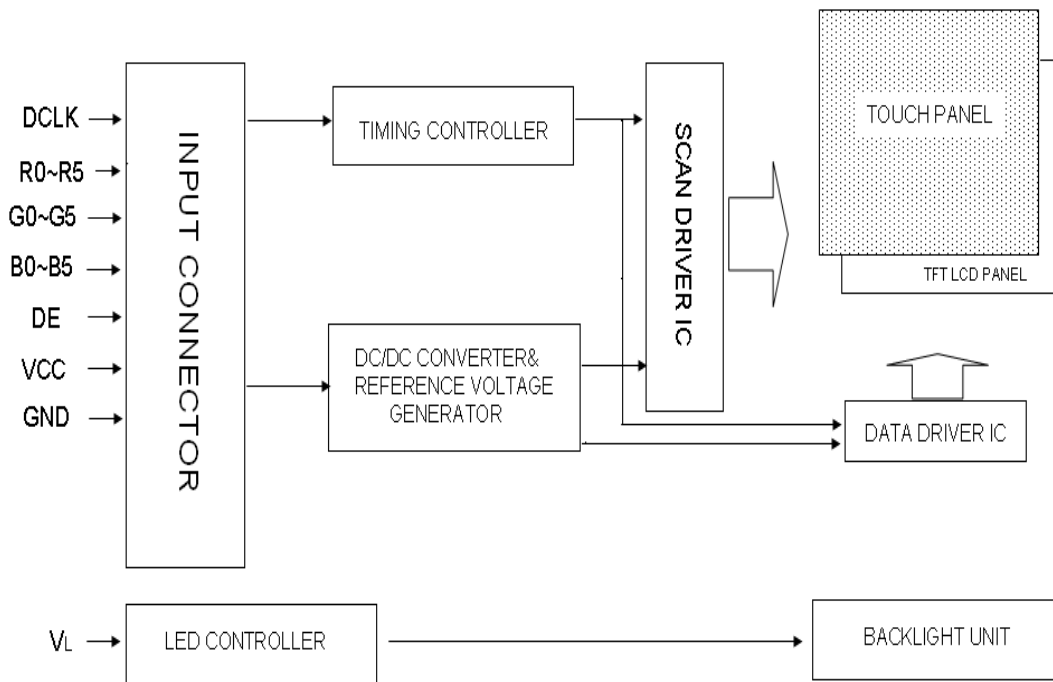 DCLK
R0~R5
G0~G5
B0~B5
DE
VCC
GND
INPUT CONNECTOR
TIMING CONTROLLER
DC/DC CONVERTER&
REFERENCE VOLTAGE
GENERATOR
SCAN DRIVER IC
TOUCH PANEL
TFT LCD PANEL
DATA DRIVER IC
VL
LED CONTROLLER
BACKLIGHT UNIT